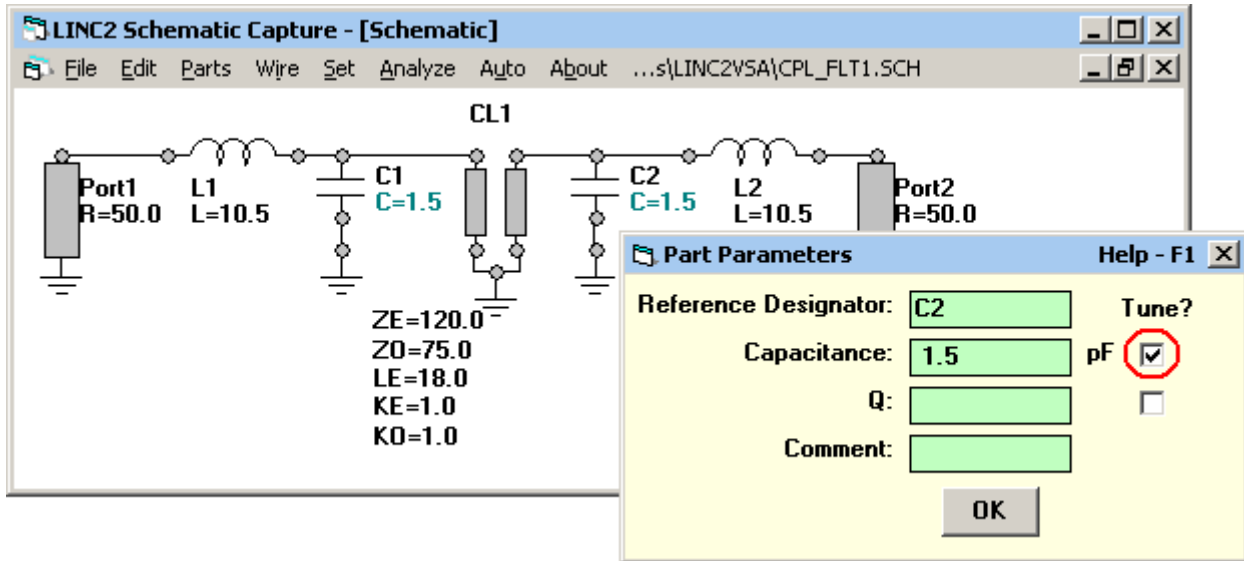 LINC2 Schematic Capture - [Schematic]
File Edit Parts Wire Set Analyze Auto About ...s\LINC2VSA\CPL_FLT1.SCH
CL1
Port1
R=50.0
L1
L=10.5
C1
C=1.5
C2
C=1.5
L2
L=10.5
Port2
R=50.0
ZE=120.0
ZO=75.0
LE=18.0
KE=1.0
KO=1.0
Part Parameters Help - F1
Reference Designator: C2 Tune?
Capacitance: 1.5 pF
Q:
Comment:
OK